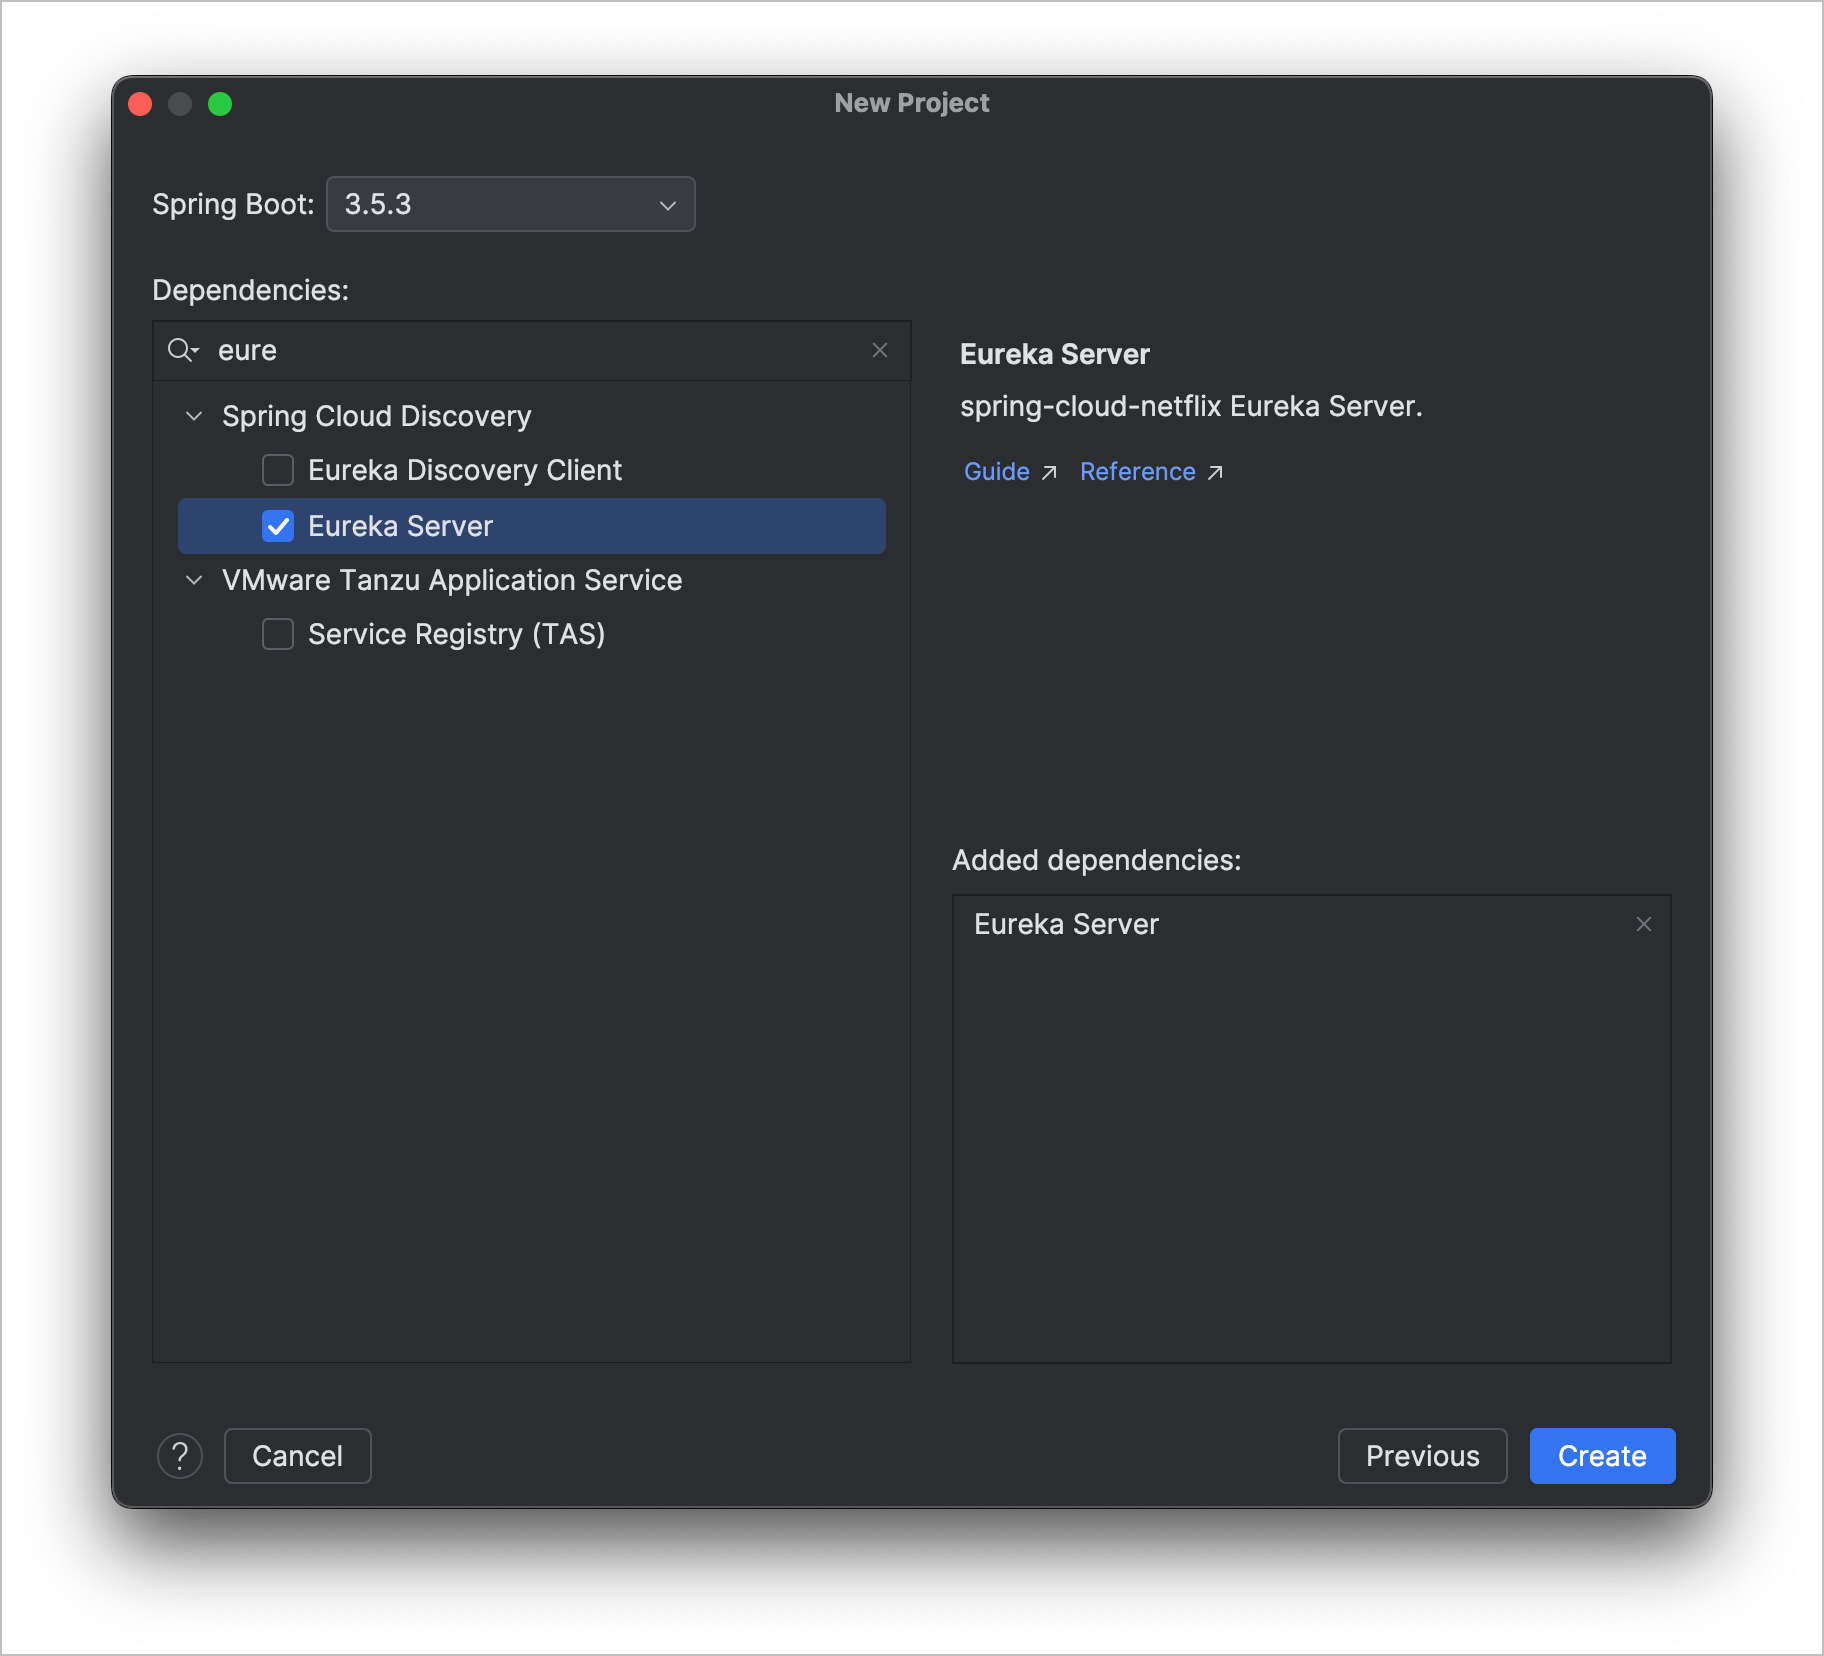 New Project
Spring Boot: 3.5.3
Dependencies:
eure
Spring Cloud Discovery
Eureka Discovery Client
Eureka Server
VMware Tanzu Application Service
Service Registry (TAS)
Eureka Server
spring-cloud-netflix Eureka Server.
Guide ↗ Reference ↗
Added dependencies:
Eureka Server
? Cancel Previous Create